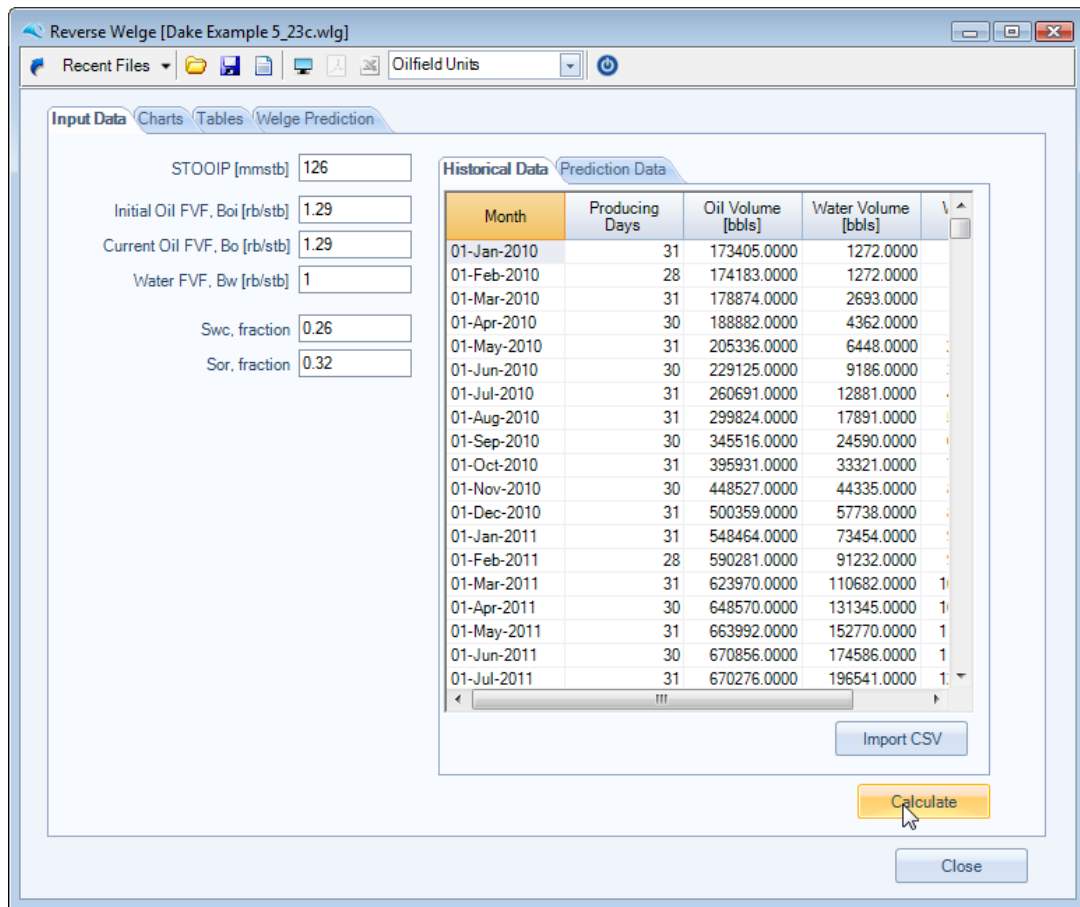 Reverse Welge [Dake Example 5_23c.wlg]
Recent Files Oilfield Units
Input Data Charts Tables Welge Prediction
STOOIP [mmstb] 126
Initial Oil FVF, Boi [rb/stb] 1.29
Current Oil FVF, Bo [rb/stb] 1.29
Water FVF, Bw [rb/stb] 1
Swc, fraction 0.26
Sor, fraction 0.32
Historical Data Prediction Data
Month Producing Days Oil Volume [bbls] Water Volume [bbls]
01-Jan-2010 31 173405.0000 1272.0000
01-Feb-2010 28 174183.0000 1272.0000
01-Mar-2010 31 178874.0000 2693.0000
01-Apr-2010 30 188882.0000 4362.0000
01-May-2010 31 205336.0000 6448.0000
01-Jun-2010 30 229125.0000 9186.0000
01-Jul-2010 31 260691.0000 12881.0000
01-Aug-2010 31 299824.0000 17891.0000
01-Sep-2010 30 345516.0000 24590.0000
01-Oct-2010 31 395931.0000 33321.0000
01-Nov-2010 30 448527.0000 44335.0000
01-Dec-2010 31 500359.0000 57738.0000
01-Jan-2011 31 548464.0000 73454.0000
01-Feb-2011 28 590281.0000 91232.0000
01-Mar-2011 31 623970.0000 110682.0000
01-Apr-2011 30 648570.0000 131345.0000
01-May-2011 31 663992.0000 152770.0000
01-Jun-2011 30 670856.0000 174586.0000
01-Jul-2011 31 670276.0000 196541.0000
Import CSV
Calculate
Close